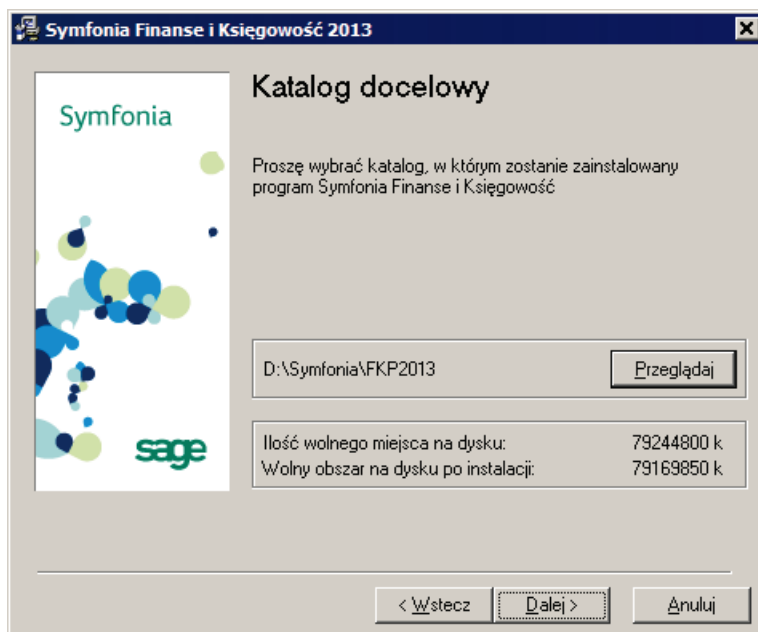 Symfonia Finanse i Księgowość 2013
Symfonia
Katalog docelowy
Proszę wybrać katalog, w którym zostanie zainstalowany
program Symfonia Finanse i Księgowość
D:\Symfonia\FKP2013
Przeglądaj
Ilość wolnego miejsca na dysku: 79244800 k
Wolny obszar na dysku po instalacji: 79169850 k
sage
< Wstecz
Dalej >
Anuluj